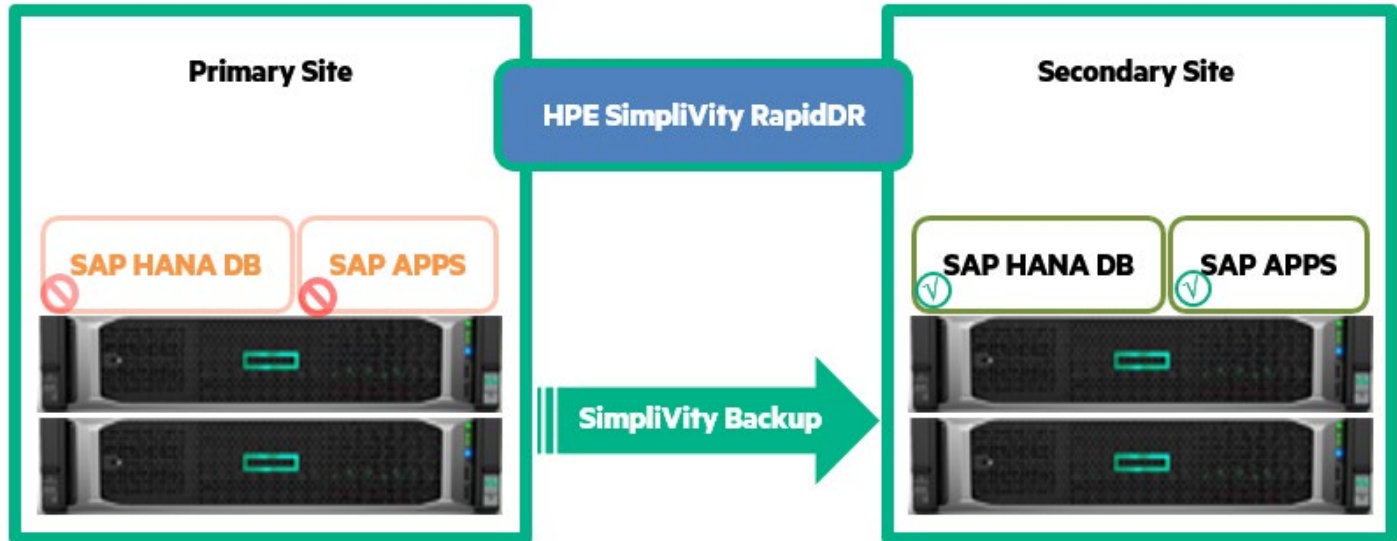 Primary Site
Secondary Site
HPE SimpliVity RapidDR
SAP HANA DB
SAP APPS
SAP HANA DB
SAP APPS
SimpliVity Backup